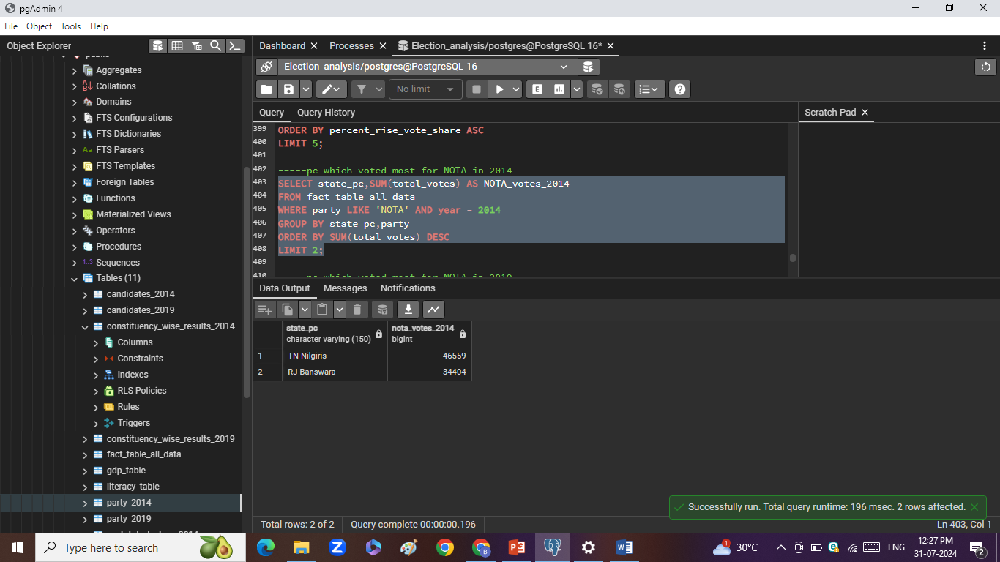 pgAdmin 4
File Object Tools Help
Object Explorer
Aggregates
Collations
Domains
FTS Configurations
FTS Dictionaries
Aa FTS Parsers
FTS Templates
Foreign Tables
Functions
Materialized Views
Operators
Procedures
1..3 Sequences
Tables (11)
candidates_2014
candidates_2019
constituency_wise_results_2014
Columns
Constraints
Indexes
RLS Policies
Rules
Triggers
constituency_wise_results_2019
fact_table_all_data
gdp_table
literacy_table
party_2014
party_2019
Dashboard Processes Election_analysis/postgres@PostgreSQL 16*
Election_analysis/postgres@PostgreSQL 16
No limit E
Query Query History
Scratch Pad
399 ORDER BY percent_rise_vote_share ASC
400 LIMIT 5;
401
402 -----pc which voted most for NOTA in 2014
403 SELECT state_pc,SUM(total_votes) AS NOTA_votes_2014
404 FROM fact_table_all_data
405 WHERE party LIKE 'NOTA' AND year = 2014
406 GROUP BY state_pc,party
407 ORDER BY SUM(total_votes) DESC
408 LIMIT 2;
409
410 -----pc which voted most for NOTA in 2019
Data Output Messages Notifications
state_pc nota_votes_2014
character varying (150) bigint
1 TN-Nilgiris 46559
2 RJ-Banswara 34404
Successfully run. Total query runtime: 196 msec. 2 rows affected.
Total rows: 2 of 2 Query complete 00:00:00.196 Ln 403, Col 1
Type here to search
1 30°C ENG 12:27 PM
31-07-2024 2